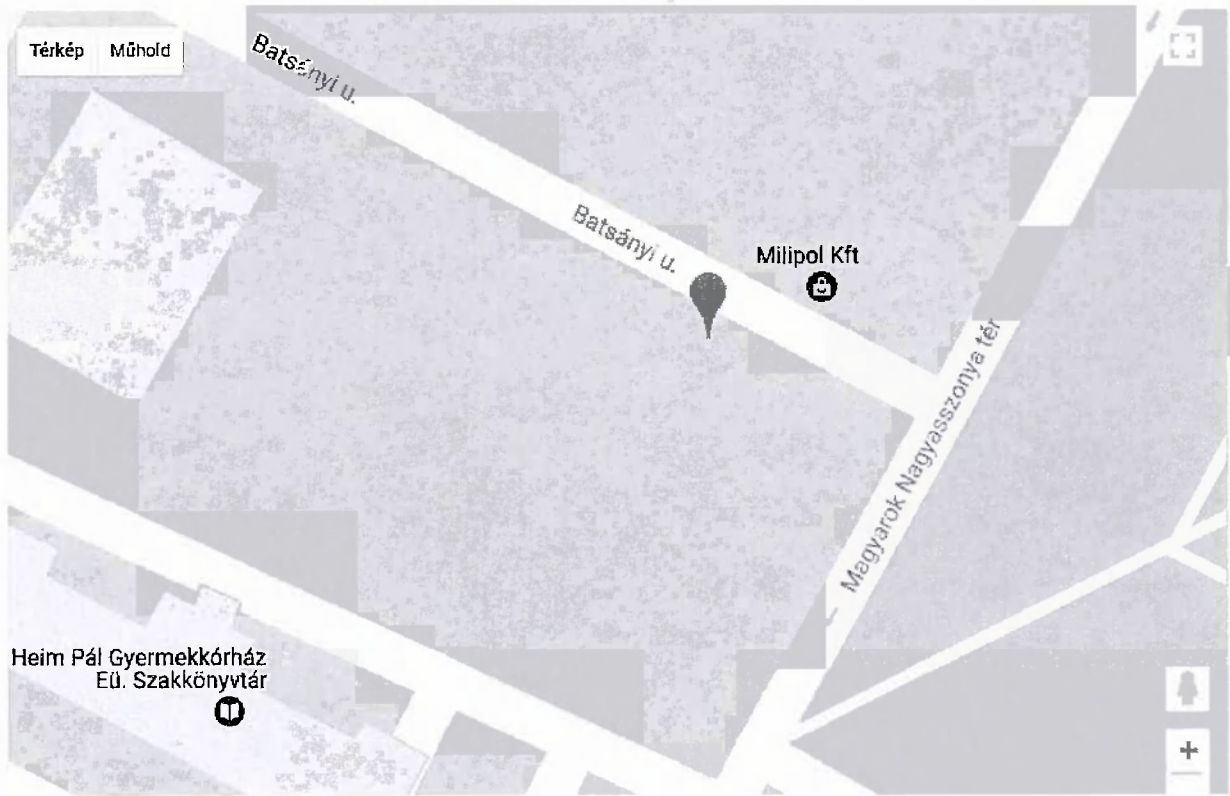 Térkép Műhold
Batsányi u.
Batsányi u.
Milipol Kft
Magyarok Nagyasszonya tér
Heim Pál Gyermekkórház
Eü. Szakkönyvtár
+